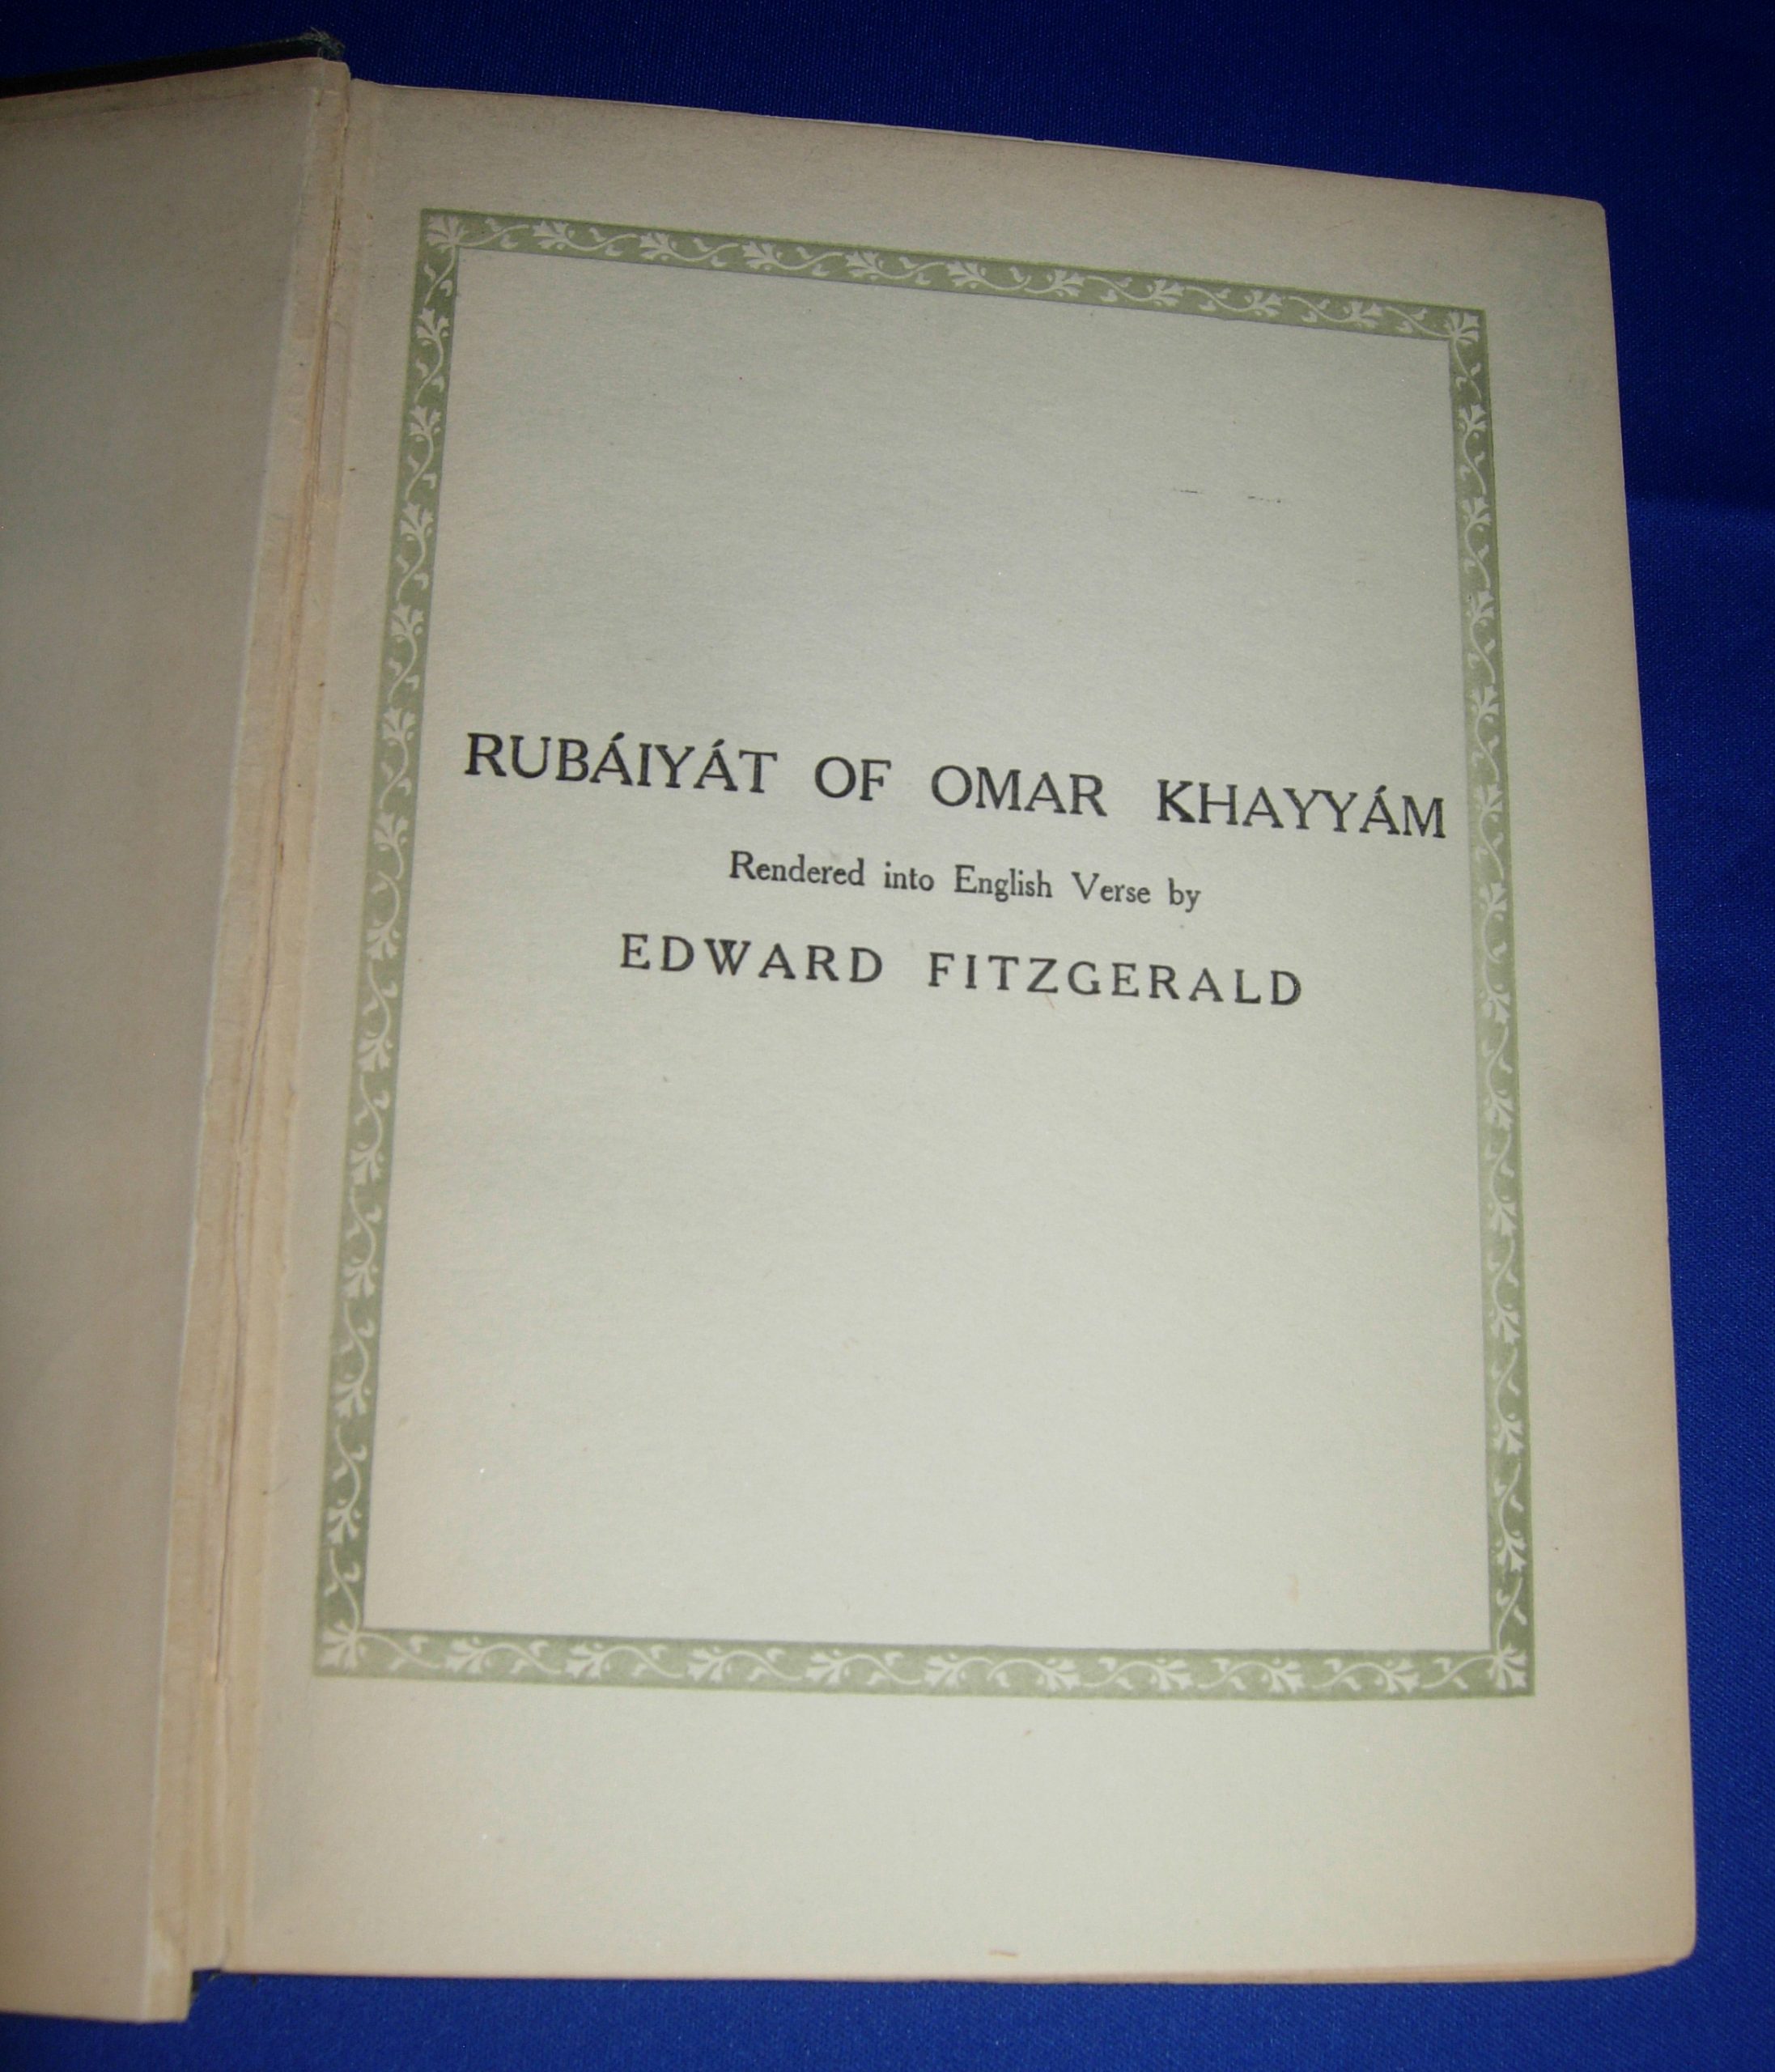 RUBÁIYÁT OF OMAR KHAYYÁM
Rendered into English Verse by
EDWARD FITZGERALD